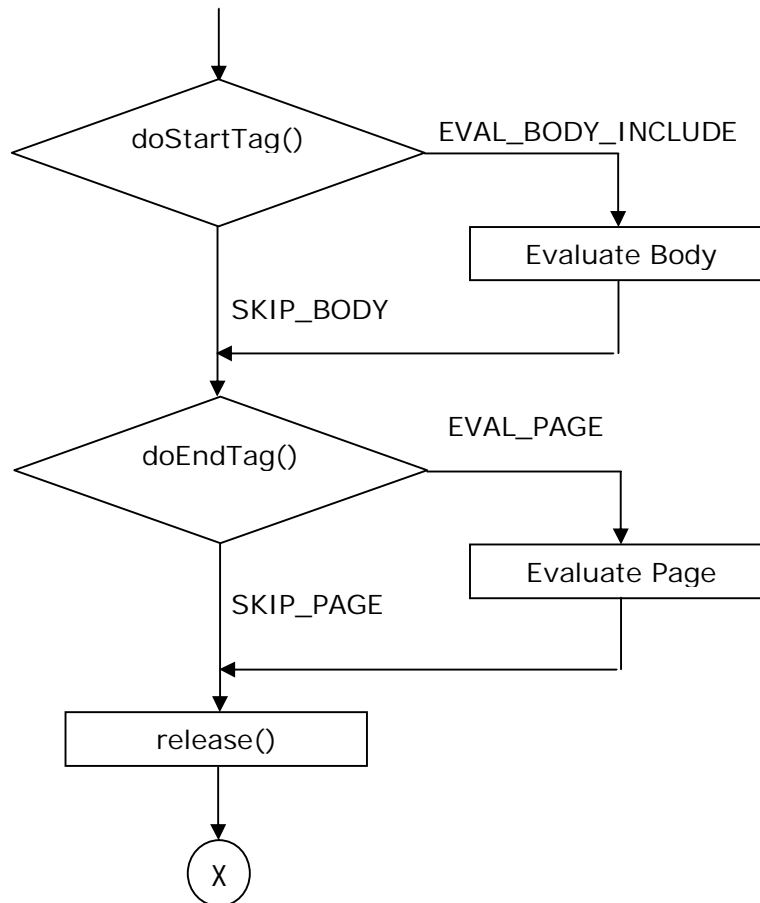 doStartTag()
EVAL_BODY_INCLUDE
Evaluate Body
SKIP_BODY
EVAL_PAGE
doEndTag()
Evaluate Page
SKIP_PAGE
release()
X